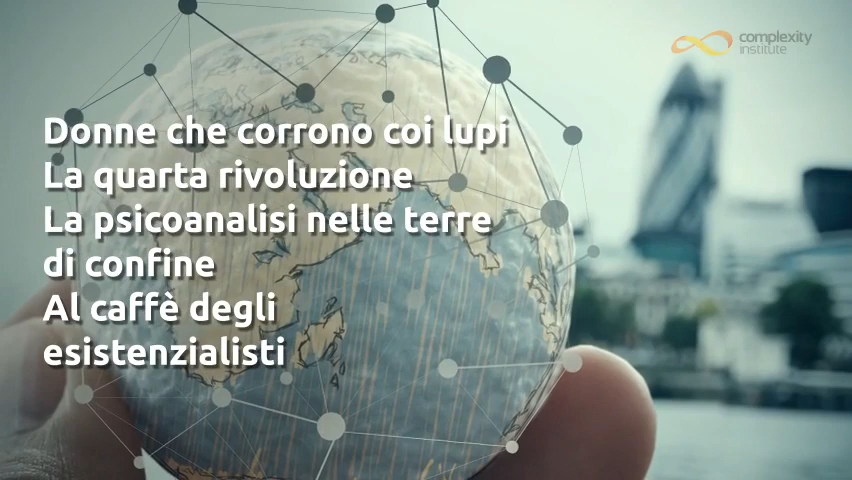 complexity
institute
Donne che corrono coi lupi
La quarta rivoluzione
La psicoanalisi nelle terre
di confine
Al caffè degli
esistenzialisti